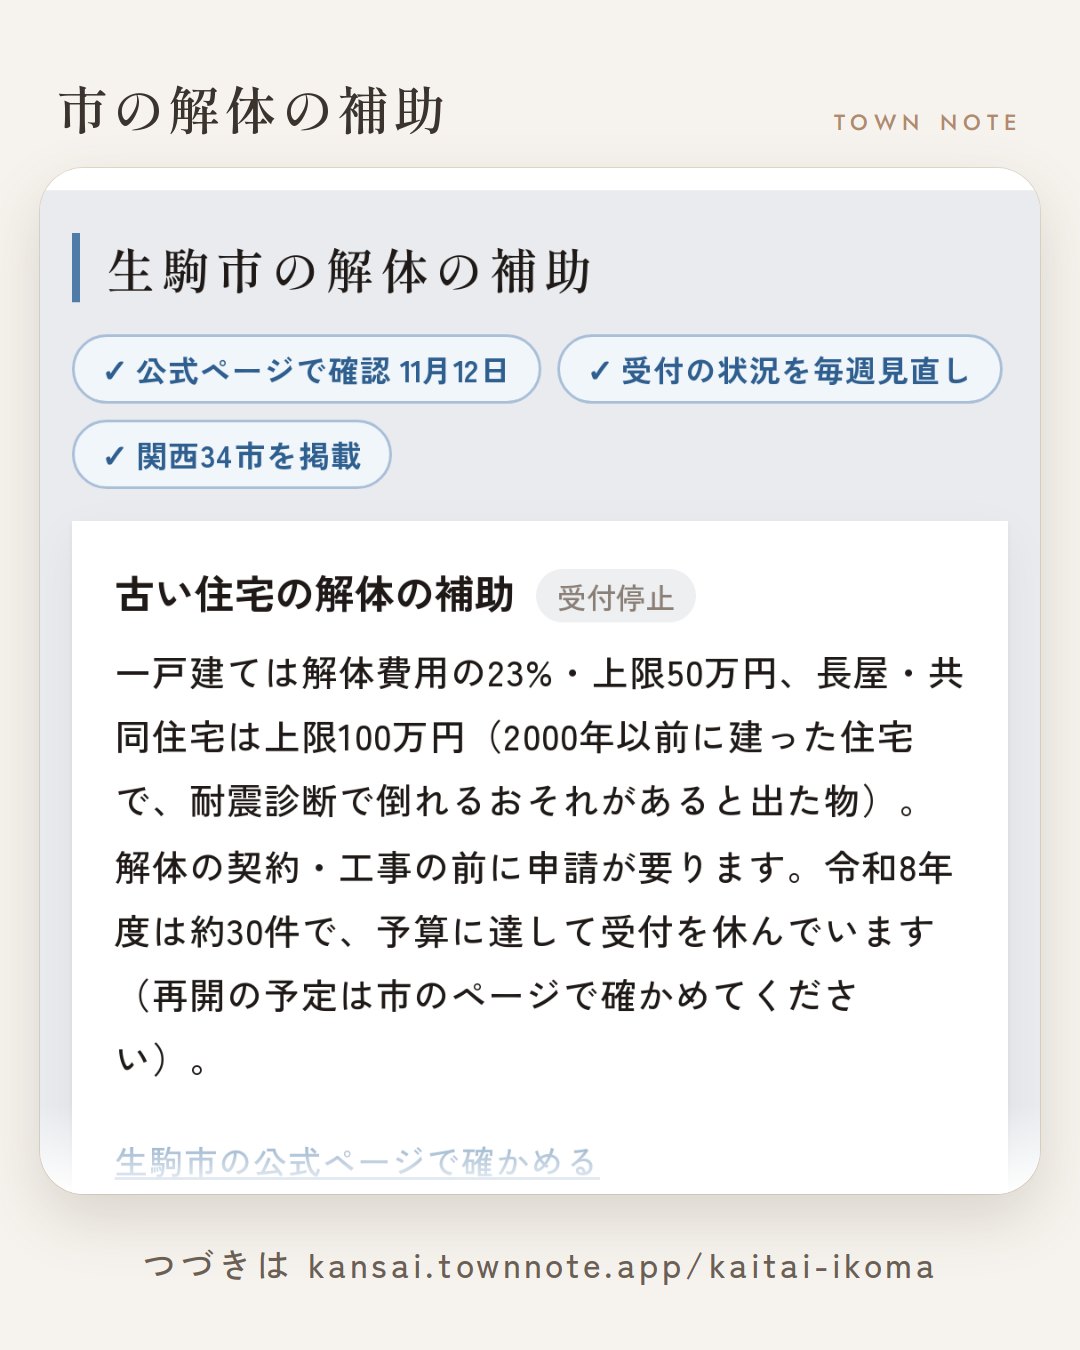 市の解体の補助
TOWN NOTE
生駒市の解体の補助
✓ 公式ページで確認 11月12日
✓ 受付の状況を毎週見直し
✓ 関西34市を掲載
古い住宅の解体の補助 受付停止
一戸建ては解体費用の23%・上限50万円、長屋・共
同住宅は上限100万円（2000年以前に建った住宅
で、耐震診断で倒れるおそれがあると出た物）。
解体の契約・工事の前に申請が要ります。令和8年
度は約30件で、予算に達して受付を休んでいます
（再開の予定は市のページで確かめてくださ
い）。
生駒市の公式ページで確かめる
つづきは kansai.townnote.app/kaitai-ikoma